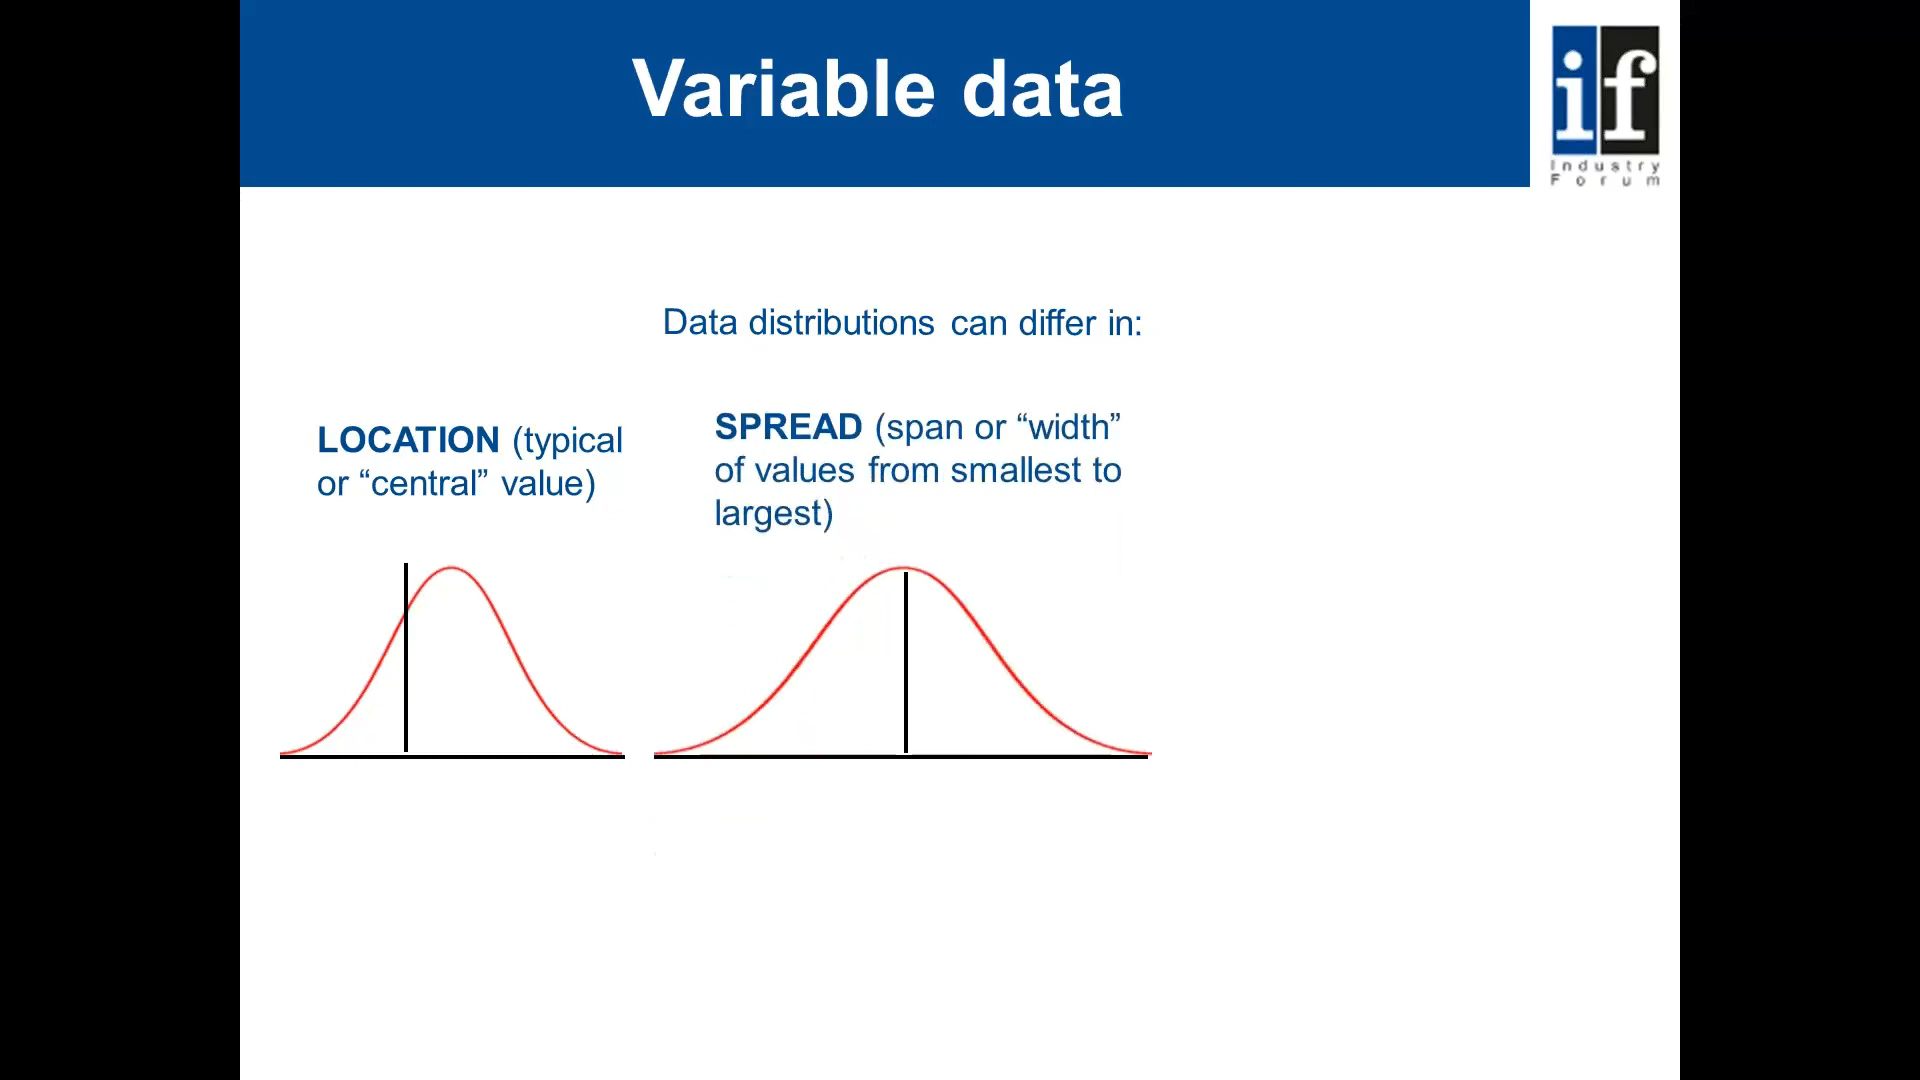 Variable data
if
Industry
Forum
Data distributions can differ in:
LOCATION (typical
or “central” value)
SPREAD (span or “width”
of values from smallest to
largest)